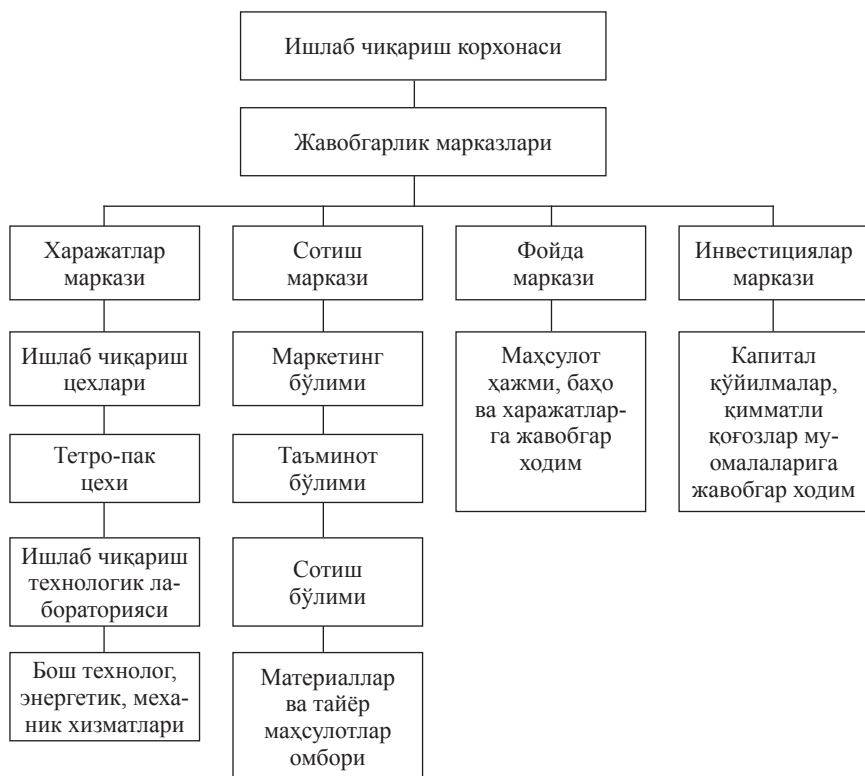 Ишлаб чиқариш корхонаси
Жавобгарлик марказлари
Харажатлар
маркази
Сотиш
маркази
Фойда
маркази
Инвестициялар
маркази
Ишлаб чиқариш
цехлари
Маркетинг
бўлими
Маҳсулот
ҳажми, баҳо
ва харажатлар-
га жавобгар
ходим
Капитал
қўйилмалар,
қимматли
қоғозлар му-
омалаларига
жавобгар ходим
Тетро-пак
цехи
Таъминот
бўлими
Ишлаб чиқариш
технологик ла-
бораторияси
Сотиш
бўлими
Бош технолог,
энергетик, меха-
ник хизматлари
Материаллар
ва тайёр
маҳсулотлар
омбори